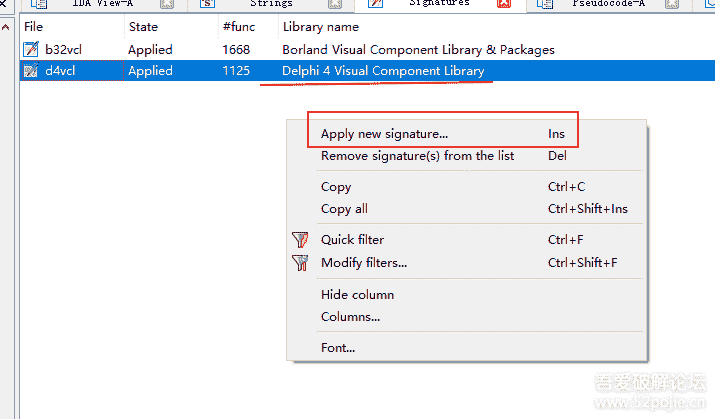 IDA View-A Strings Signatures Pseudocode-A
File State #func Library name
b32vcl Applied 1668 Borland Visual Component Library & Packages
d4vcl Applied 1125 Delphi 4 Visual Component Library
Apply new signature... Ins
Remove signature(s) from the list Del
Copy Ctrl+C
Copy all Ctrl+Shift+Ins
Quick filter Ctrl+F
Modify filters... Ctrl+Shift+F
Hide column
Columns...
Font...
吾爱破解论坛
www.52pojie.cn